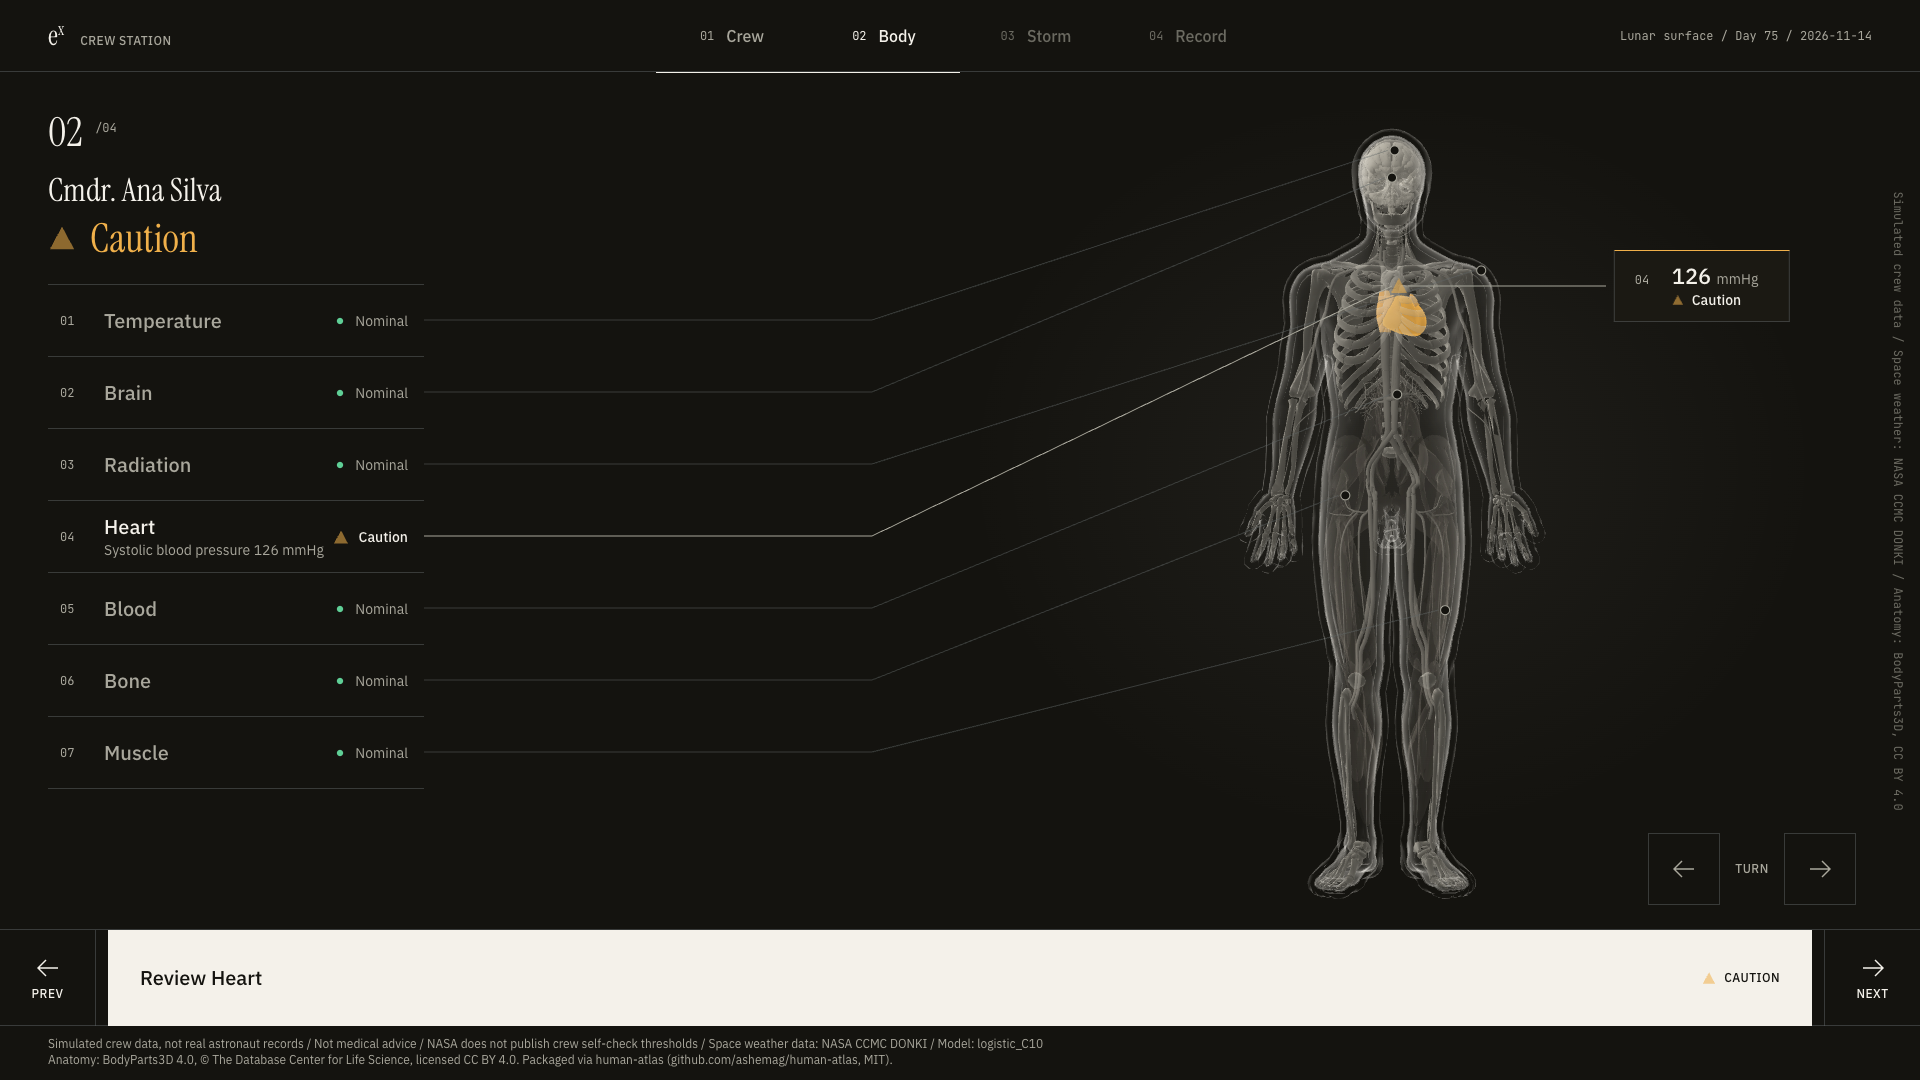 eˣ CREW STATION
01 Crew
02 Body
03 Storm
04 Record
Lunar surface / Day 75 / 2026-11-14
02 /04
Cmdr. Ana Silva
Caution
01 Temperature Nominal
02 Brain Nominal
03 Radiation Nominal
04 Heart Caution
Systolic blood pressure 126 mmHg
05 Blood Nominal
06 Bone Nominal
07 Muscle Nominal
04 126 mmHg
Caution
Simulated crew data / Space weather: NASA CCMC DONKI / Anatomy: BodyParts3D, CC BY 4.0
TURN
PREV
Review Heart
CAUTION
NEXT
Simulated crew data, not real astronaut records / Not medical advice / NASA does not publish crew self-check thresholds / Space weather data: NASA CCMC DONKI / Model: logistic_C10
Anatomy: BodyParts3D 4.0, © The Database Center for Life Science, licensed CC BY 4.0. Packaged via human-atlas (github.com/ashemag/human-atlas, MIT).